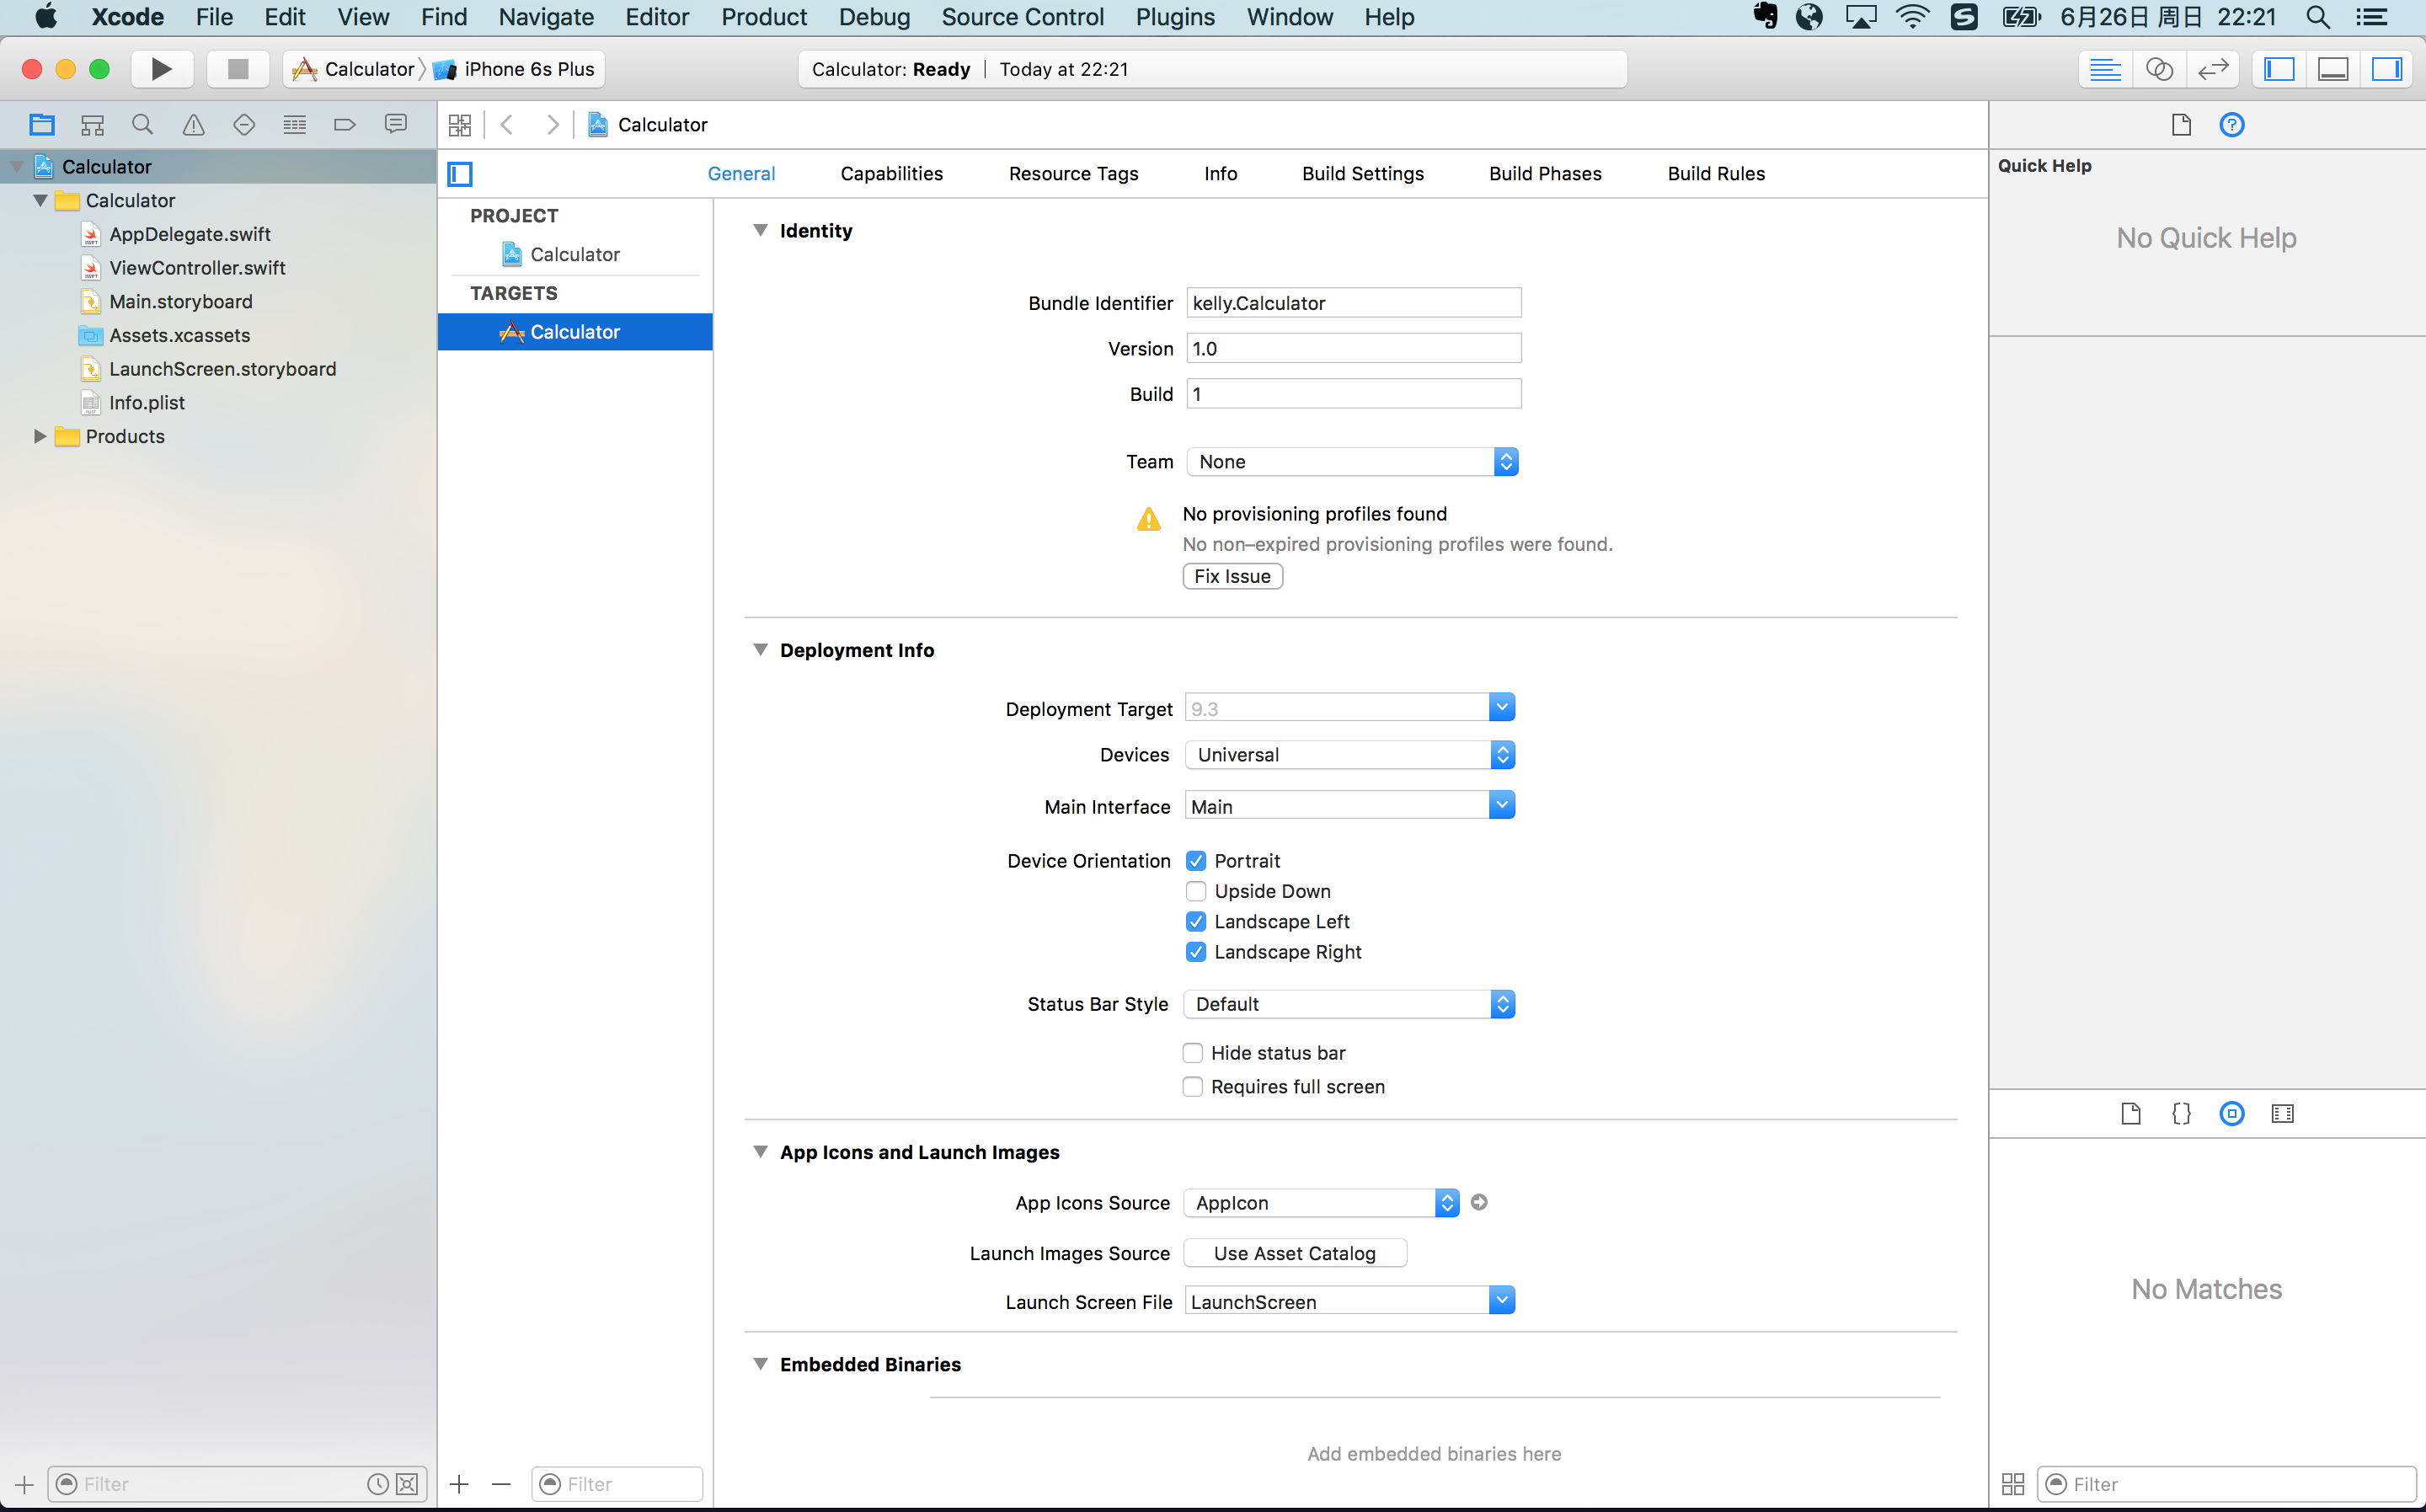 Xcode File Edit View Find Navigate Editor Product Debug Source Control Plugins Window Help 6月26日 周日 22:21
Calculator iPhone 6s Plus
Calculator: Ready | Today at 22:21
Calculator
Calculator
AppDelegate.swift
ViewController.swift
Main.storyboard
Assets.xcassets
LaunchScreen.storyboard
Info.plist
Products
Filter
Calculator
General Capabilities Resource Tags Info Build Settings Build Phases Build Rules
PROJECT
Calculator
TARGETS
Calculator
Filter
Identity
Bundle Identifier kelly.Calculator
Version 1.0
Build 1
Team None
No provisioning profiles found
No non-expired provisioning profiles were found.
Fix Issue
Deployment Info
Deployment Target 9.3
Devices Universal
Main Interface Main
Device Orientation Portrait
Upside Down
Landscape Left
Landscape Right
Status Bar Style Default
Hide status bar
Requires full screen
App Icons and Launch Images
App Icons Source AppIcon
Launch Images Source Use Asset Catalog
Launch Screen File LaunchScreen
Embedded Binaries
Add embedded binaries here
Quick Help
No Quick Help
No Matches
Filter